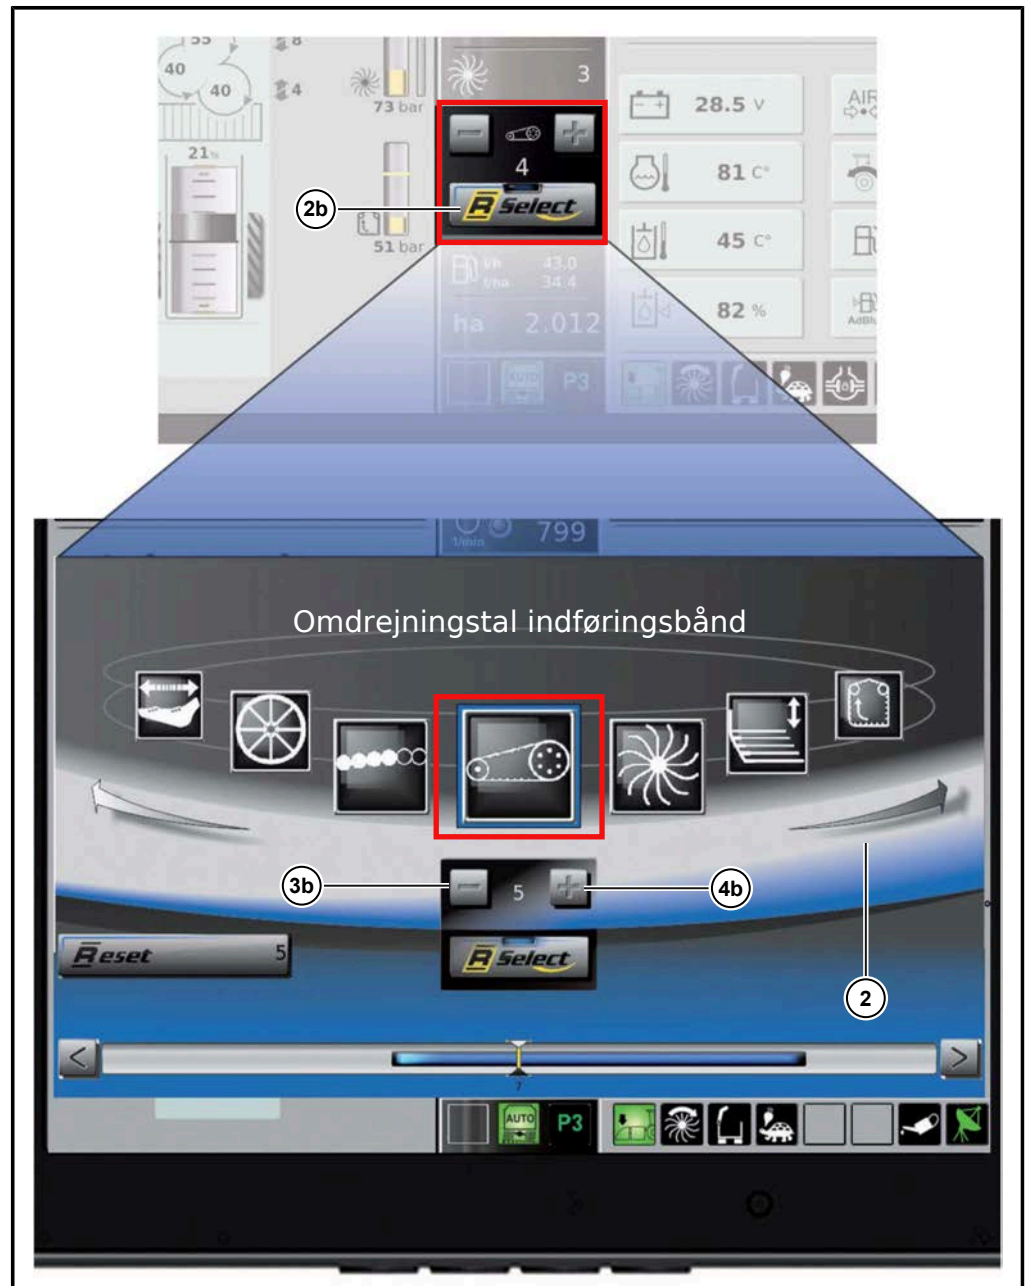 55
8
40
40
4
73 bar
3
28.5 V
AIR
21%
4
81 C°
2b
R Select
51 bar
45 C°
l/h 43.0
l/ha 34.4
82 %
ha 2.012
AUTO
P3
799
1/min
Omdrejningstal indføringsbånd
3b
5
4b
Reset 5
R Select
2
<
>
7
AUTO
P3